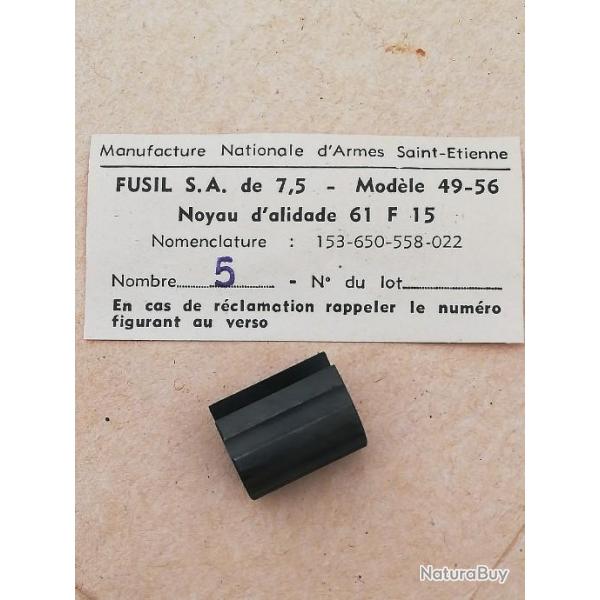 Manufacture Nationale d'Armes Saint-Etienne
FUSIL S.A. de 7,5 - Modèle 49-56
Noyau d'alidade 61 F 15
Nomenclature : 153-650-558-022
Nombre 5 - N° du lot
En cas de réclamation rappeler le numéro
figurant au verso
NaturaBuy